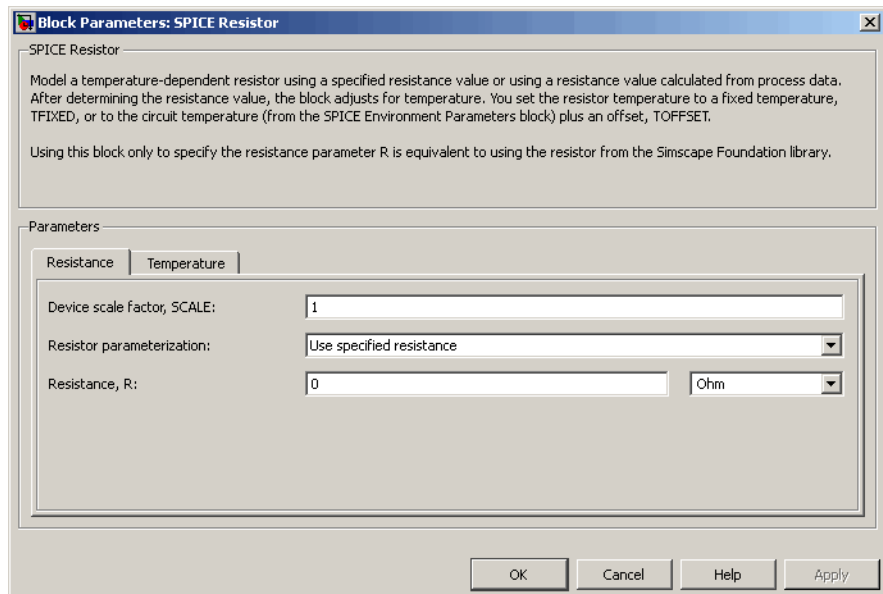 Block Parameters: SPICE Resistor
SPICE Resistor
Model a temperature-dependent resistor using a specified resistance value or using a resistance value calculated from process data.
After determining the resistance value, the block adjusts for temperature. You set the resistor temperature to a fixed temperature,
TFIXED, or to the circuit temperature (from the SPICE Environment Parameters block) plus an offset, TOFFSET.
Using this block only to specify the resistance parameter R is equivalent to using the resistor from the Simscape Foundation library.
Parameters
Resistance Temperature
Device scale factor, SCALE: 1
Resistor parameterization: Use specified resistance
Resistance, R: 0 Ohm
OK Cancel Help Apply